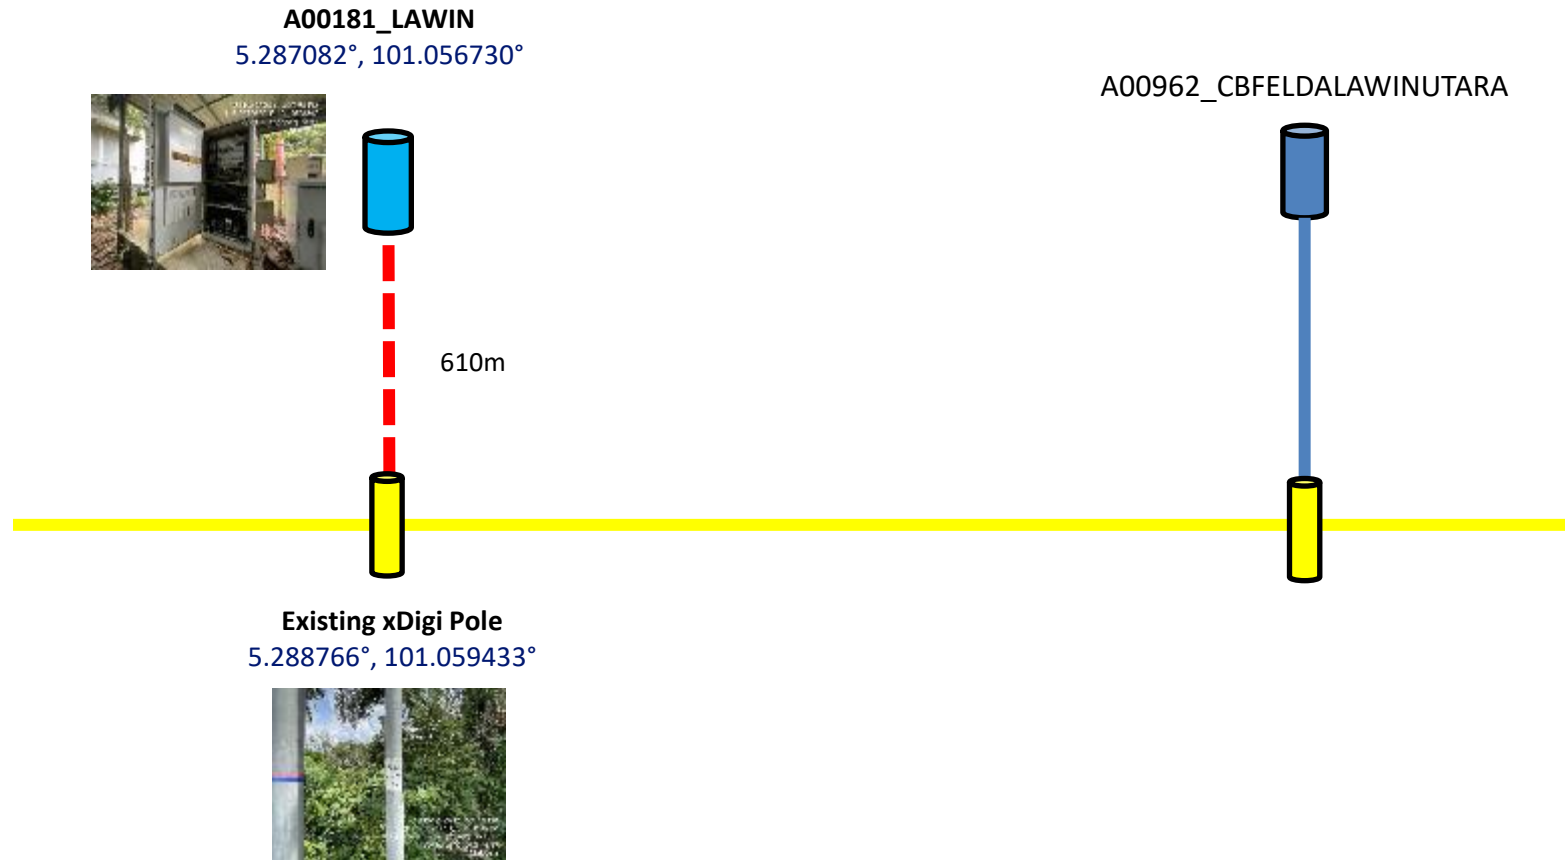 A00181_LAWIN
5.287082°, 101.056730°
A00962_CBFELDALAWINUTARA
610m
Existing xDigi Pole
5.288766°, 101.059433°